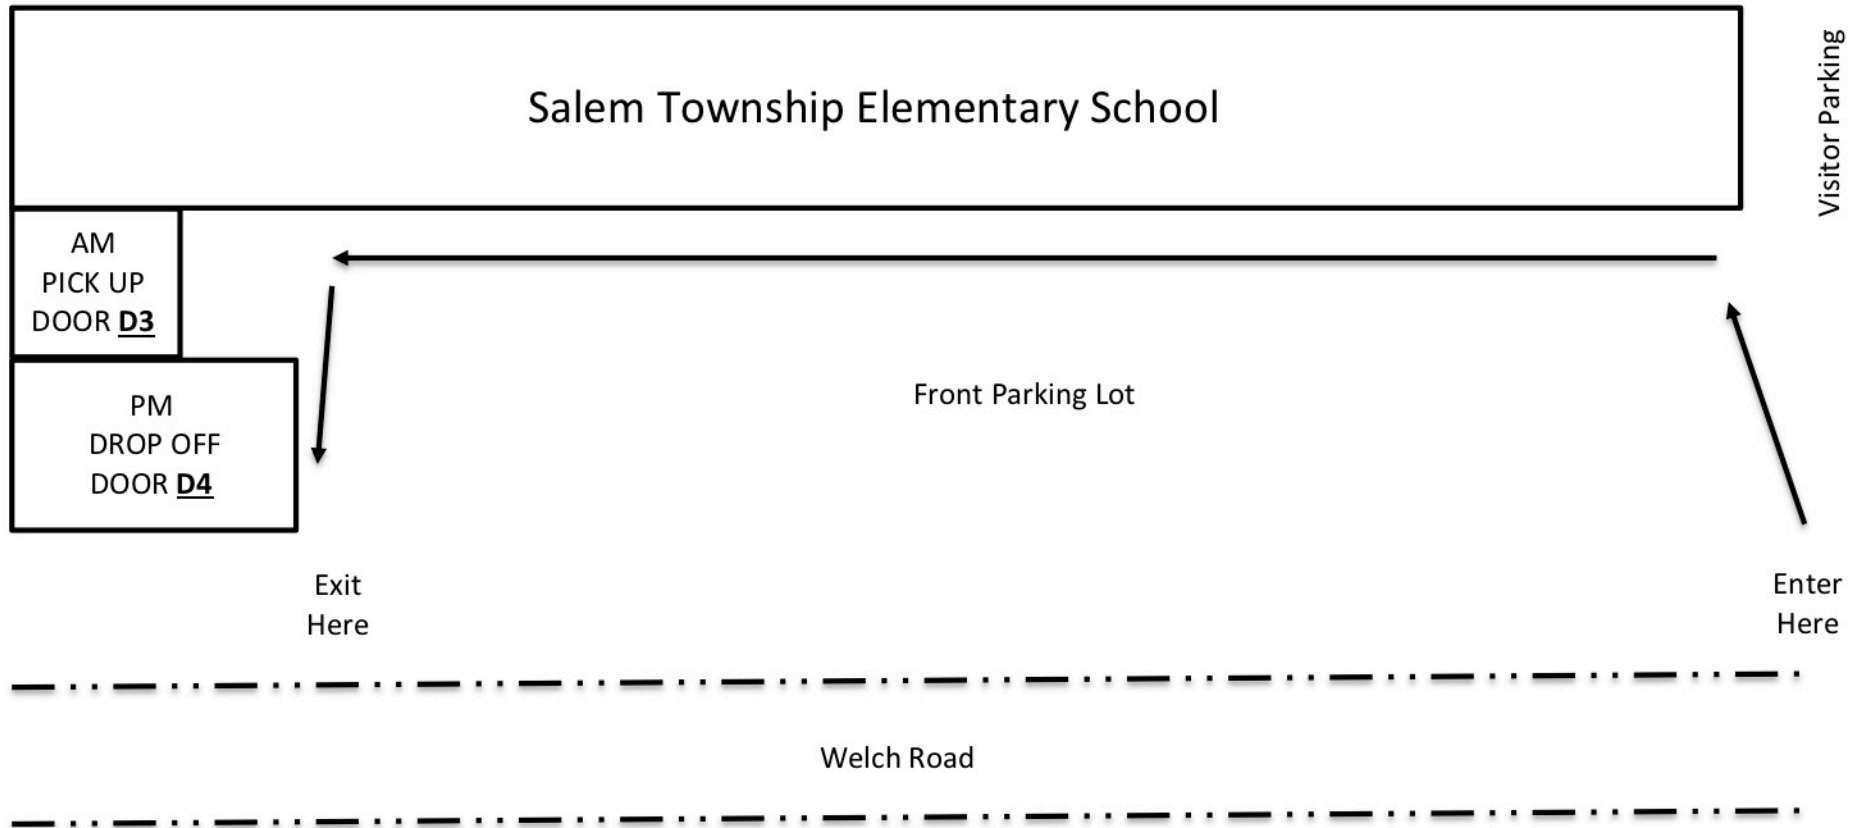 Salem Township Elementary School
Visitor Parking
AM
PICK UP
DOOR D3
PM
DROP OFF
DOOR D4
Front Parking Lot
Exit
Here
Enter
Here
Welch Road